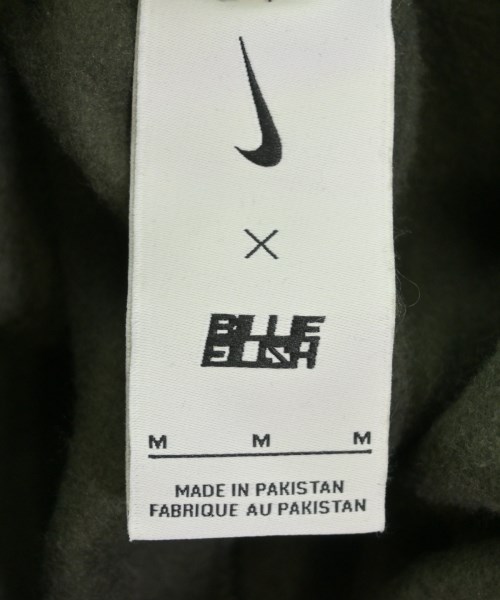 ×
BILLIE
EILISH
M M M
MADE IN PAKISTAN
FABRIQUE AU PAKISTAN